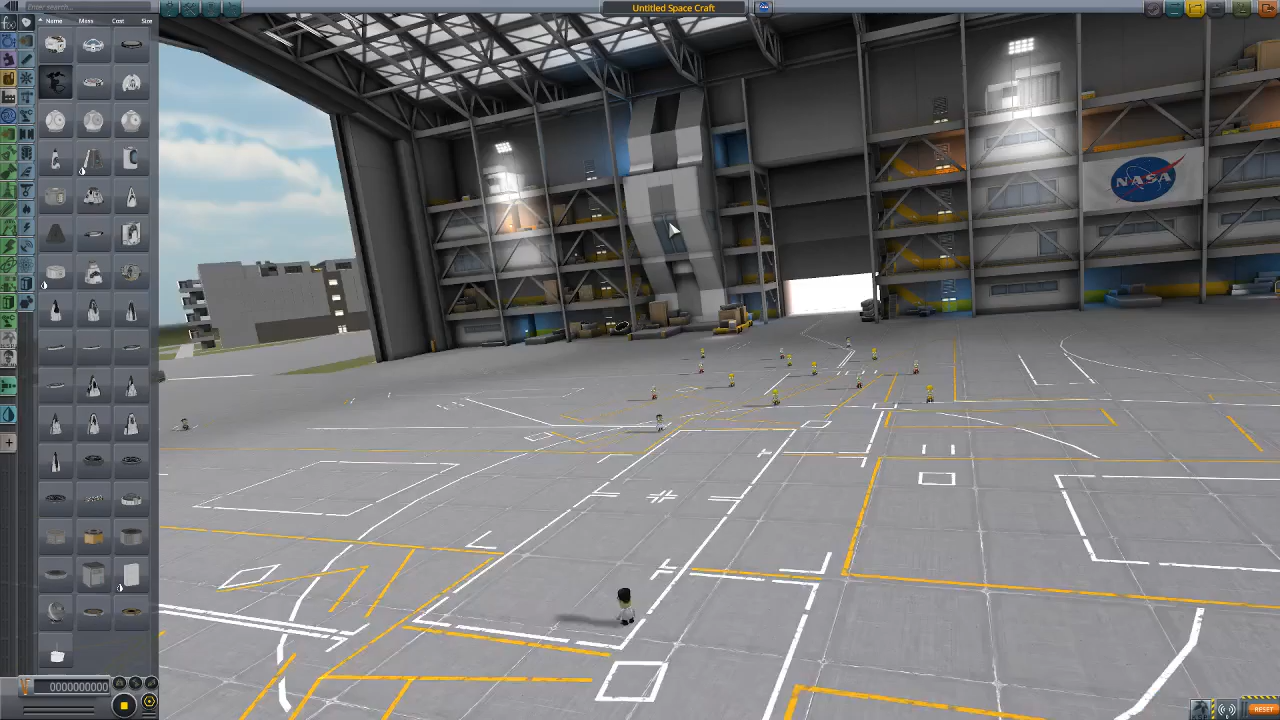 Enter search...
Name Mass Cost Size
Untitled Space Craft
NASA
0000000000
RESET